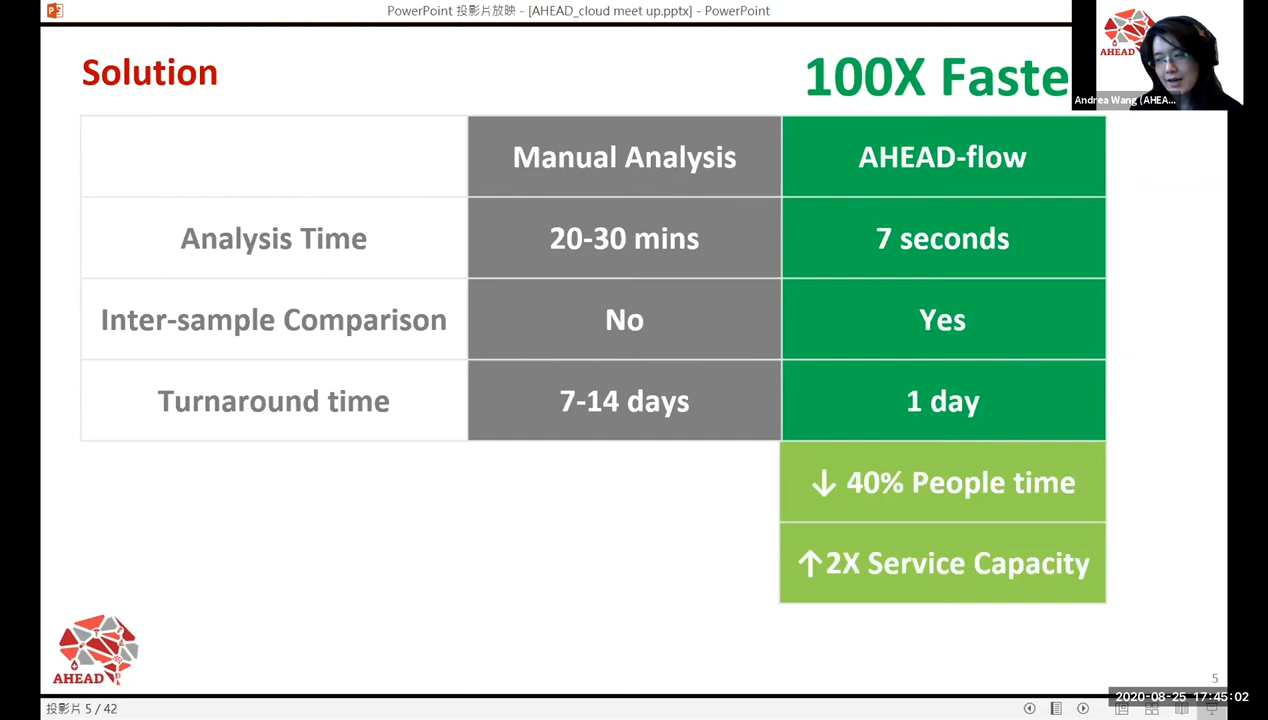 PowerPoint 投影片放映 - [AHEAD_cloud meet up.pptx] - PowerPoint
AHEAD
Andrea Wang (AHEA...
Solution
100X Faste
Manual Analysis
AHEAD-flow
Analysis Time
20-30 mins
7 seconds
Inter-sample Comparison
No
Yes
Turnaround time
7-14 days
1 day
↓ 40% People time
↑2X Service Capacity
AHEAD
5
2020-08-25 17:45:02
投影片 5 / 42